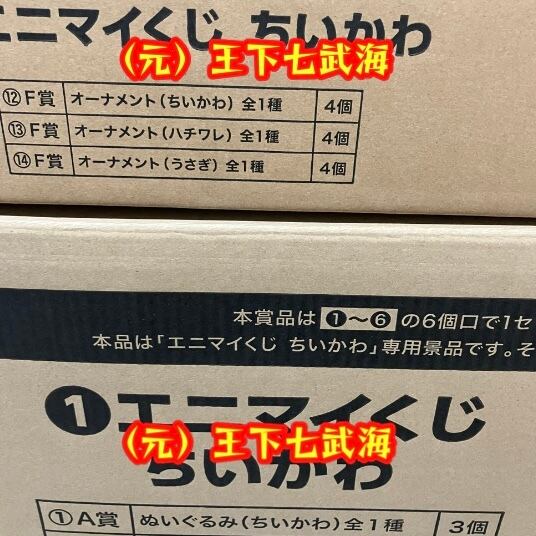 エニマイくじ ちいかわ
(元) 王下七武海
⑫F賞 オーナメント(ちいかわ) 全1種 4個
⑬F賞 オーナメント(ハチワレ) 全1種 4個
⑭F賞 オーナメント(うさぎ) 全1種 4個
本賞品は❶～❻の6個口で1セ
本品は「エニマイくじ ちいかわ」専用景品です。そ
❶エニマイくじ
(元) 王下七武海
ちいかわ
①A賞 ぬいぐるみ(ちいかわ) 全1種 3個